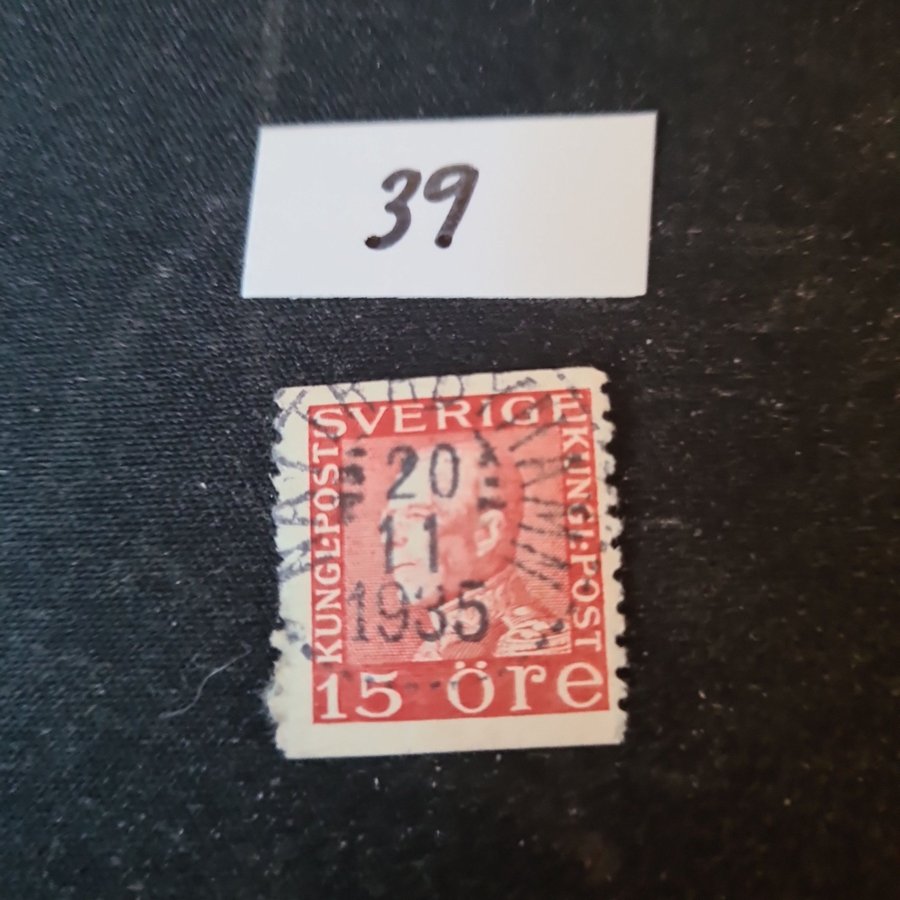 39
SVERIGE
KUNGL:POST
KUNGL:POST
20
11
1935
15 öre